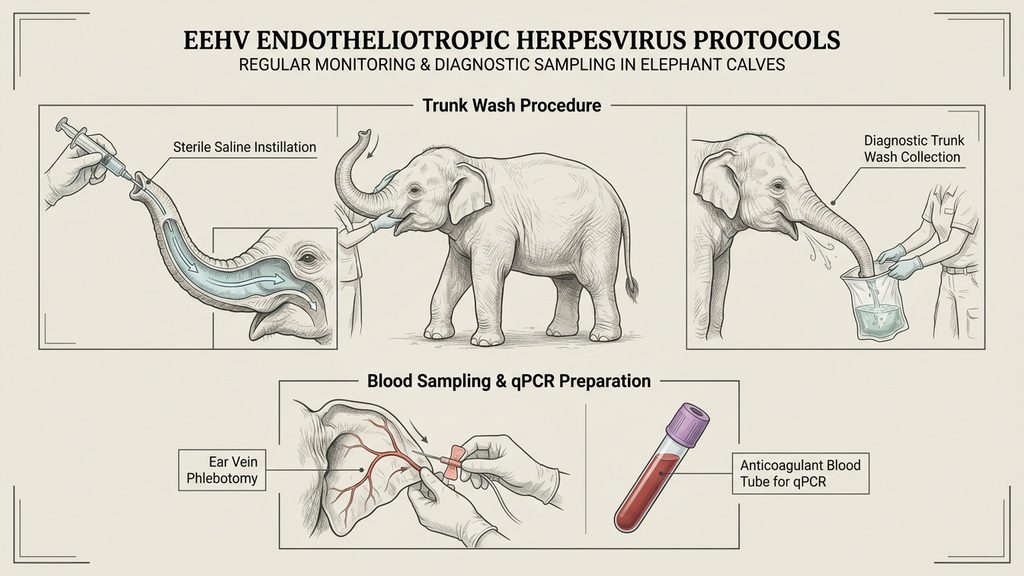 EEHV ENDOTHELIOTROPIC HERPESVIRUS PROTOCOLS
REGULAR MONITORING & DIAGNOSTIC SAMPLING IN ELEPHANT CALVES
Trunk Wash Procedure
Sterile Saline Instillation
Diagnostic Trunk
Wash Collection
Blood Sampling & qPCR Preparation
Ear Vein
Phlebotomy
Anticoagulant Blood
Tube for qPCR